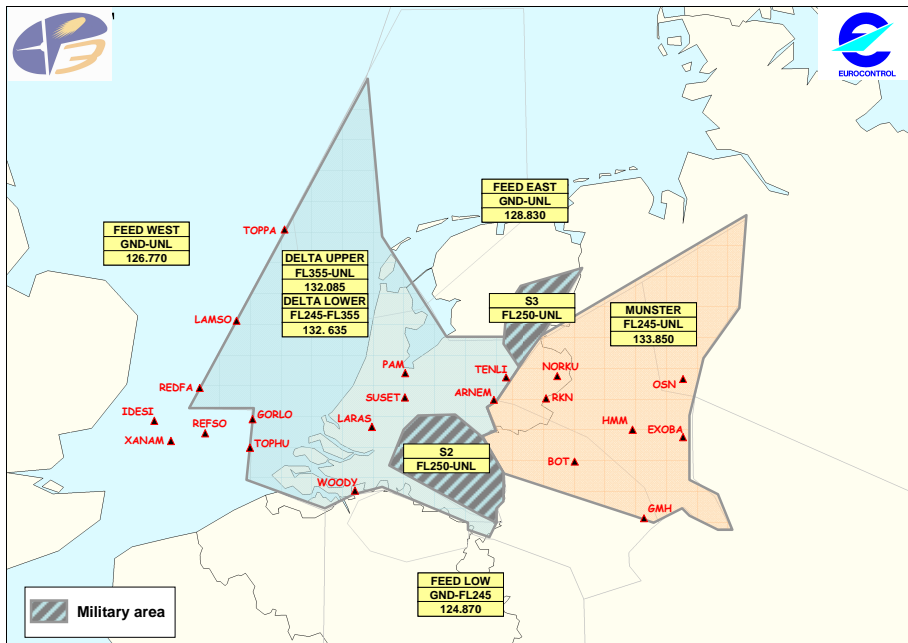 EUROCONTROL
FEED EAST
GND-UNL
128.830
FEED WEST
GND-UNL
126.770
TOPPA
DELTA UPPER
FL355-UNL
132.085
DELTA LOWER
FL245-FL355
132. 635
S3
FL250-UNL
MUNSTER
FL245-UNL
133.850
LAMSO
PAM
TENLI
NORKU
OSN
REDFA
SUSET
ARNEM
RKN
IDESI
REFSO
GORLO
LARAS
HMM
EXOBA
XANAM
TOPHU
S2
FL250-UNL
BOT
WOODY
GMH
FEED LOW
GND-FL245
124.870
Military area